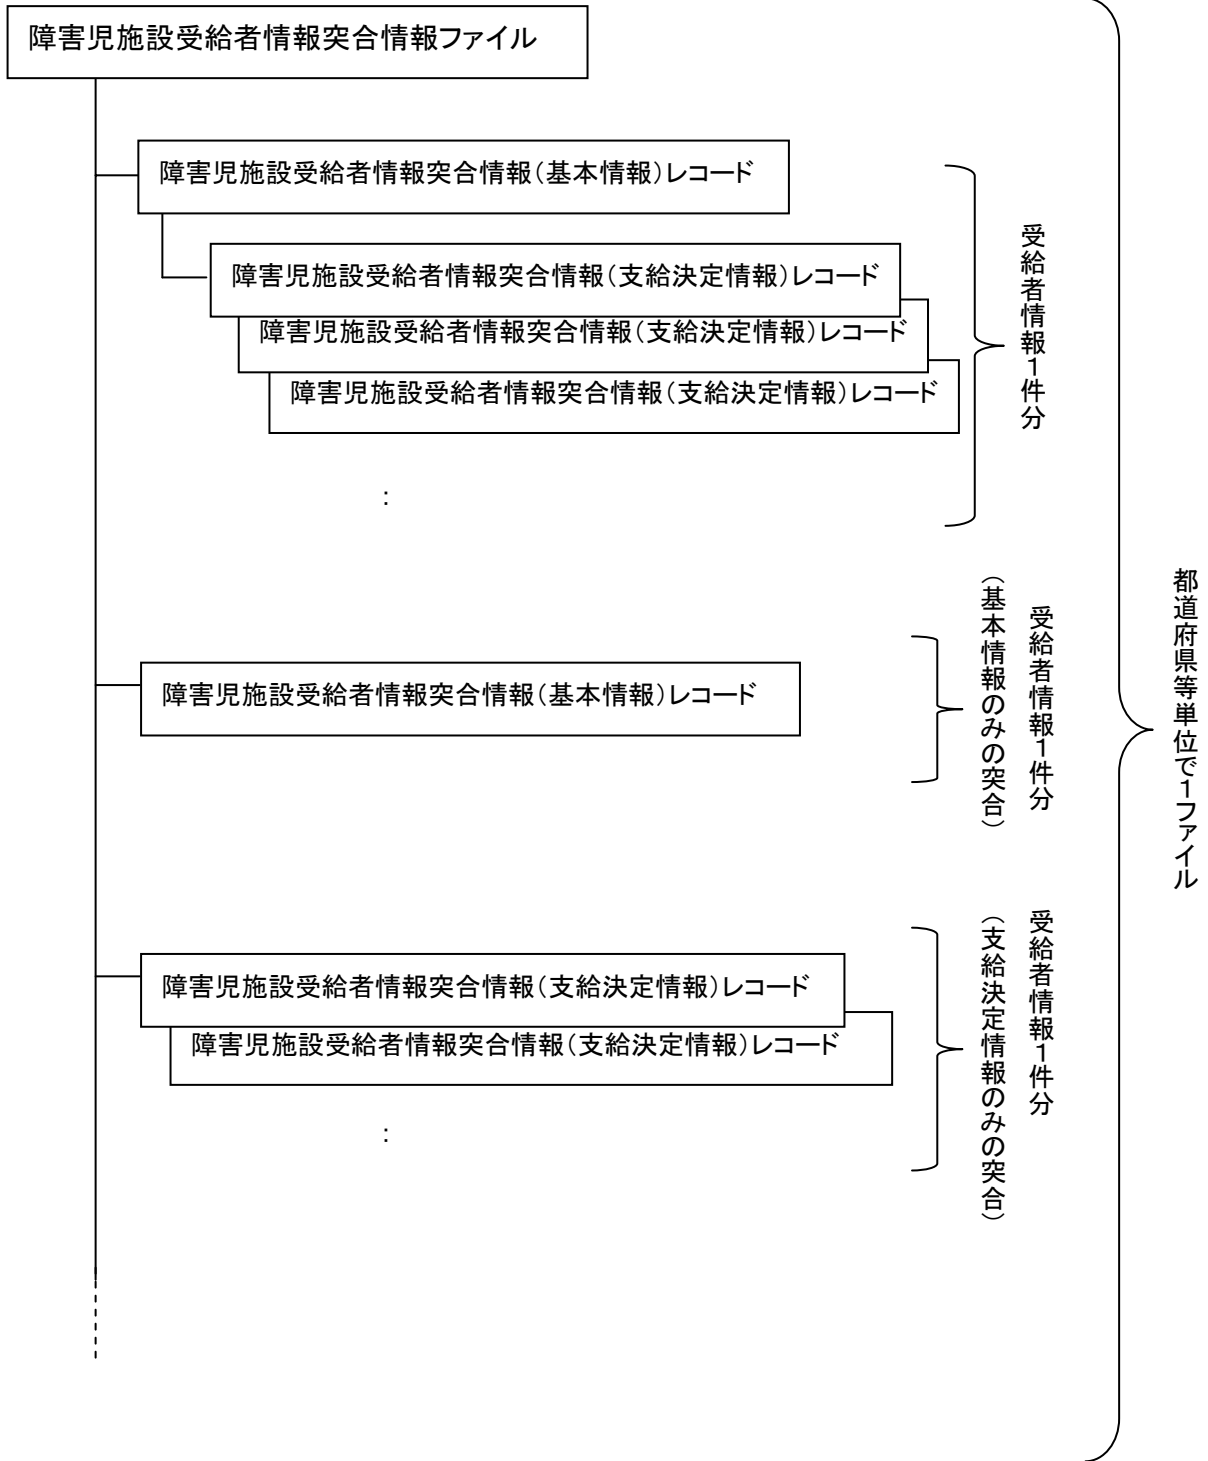 障害児施設受給者情報突合情報ファイル
障害児施設受給者情報突合情報（基本情報）レコード
障害児施設受給者情報突合情報（支給決定情報）レコード
障害児施設受給者情報突合情報（支給決定情報）レコード
障害児施設受給者情報突合情報（支給決定情報）レコード
：
受給者情報１件分
障害児施設受給者情報突合情報（基本情報）レコード
受給者情報１件分
（基本情報のみの突合）
障害児施設受給者情報突合情報（支給決定情報）レコード
障害児施設受給者情報突合情報（支給決定情報）レコード
：
受給者情報１件分
（支給決定情報のみの突合）
都道府県等単位で１ファイル